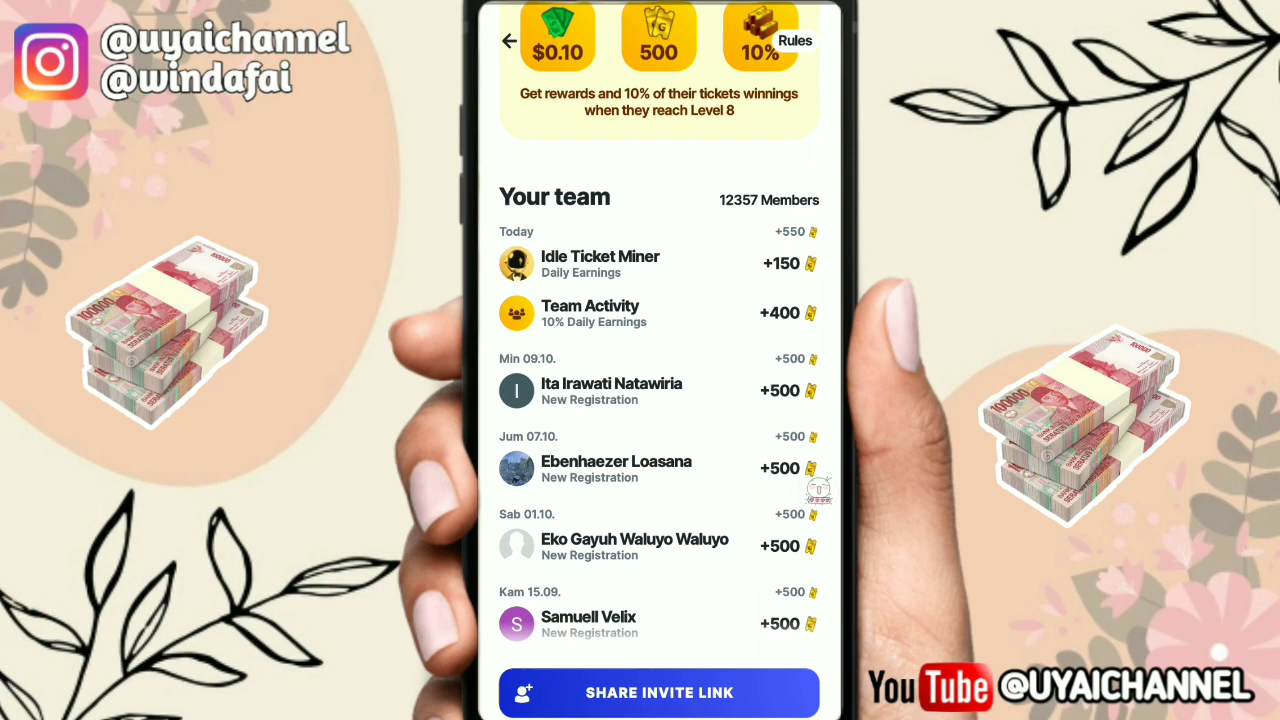 @uyaichannel
@windafai
$0.10
500
10%
Rules
Get rewards and 10% of their tickets winnings
when they reach Level 8
Your team
12357 Members
Today
+550
Idle Ticket Miner
+150
Daily Earnings
Team Activity
+400
10% Daily Earnings
Min 09.10.
+500
I
Ita Irawati Natawiria
+500
New Registration
Jum 07.10.
+500
Ebenhaezer Loasana
+500
New Registration
Sab 01.10.
+500
Eko Gayuh Waluyo Waluyo
+500
New Registration
Kam 15.09.
+500
S
Samuell Velix
+500
New Registration
SHARE INVITE LINK
YouTube @UYAICHANNEL
100000
100000